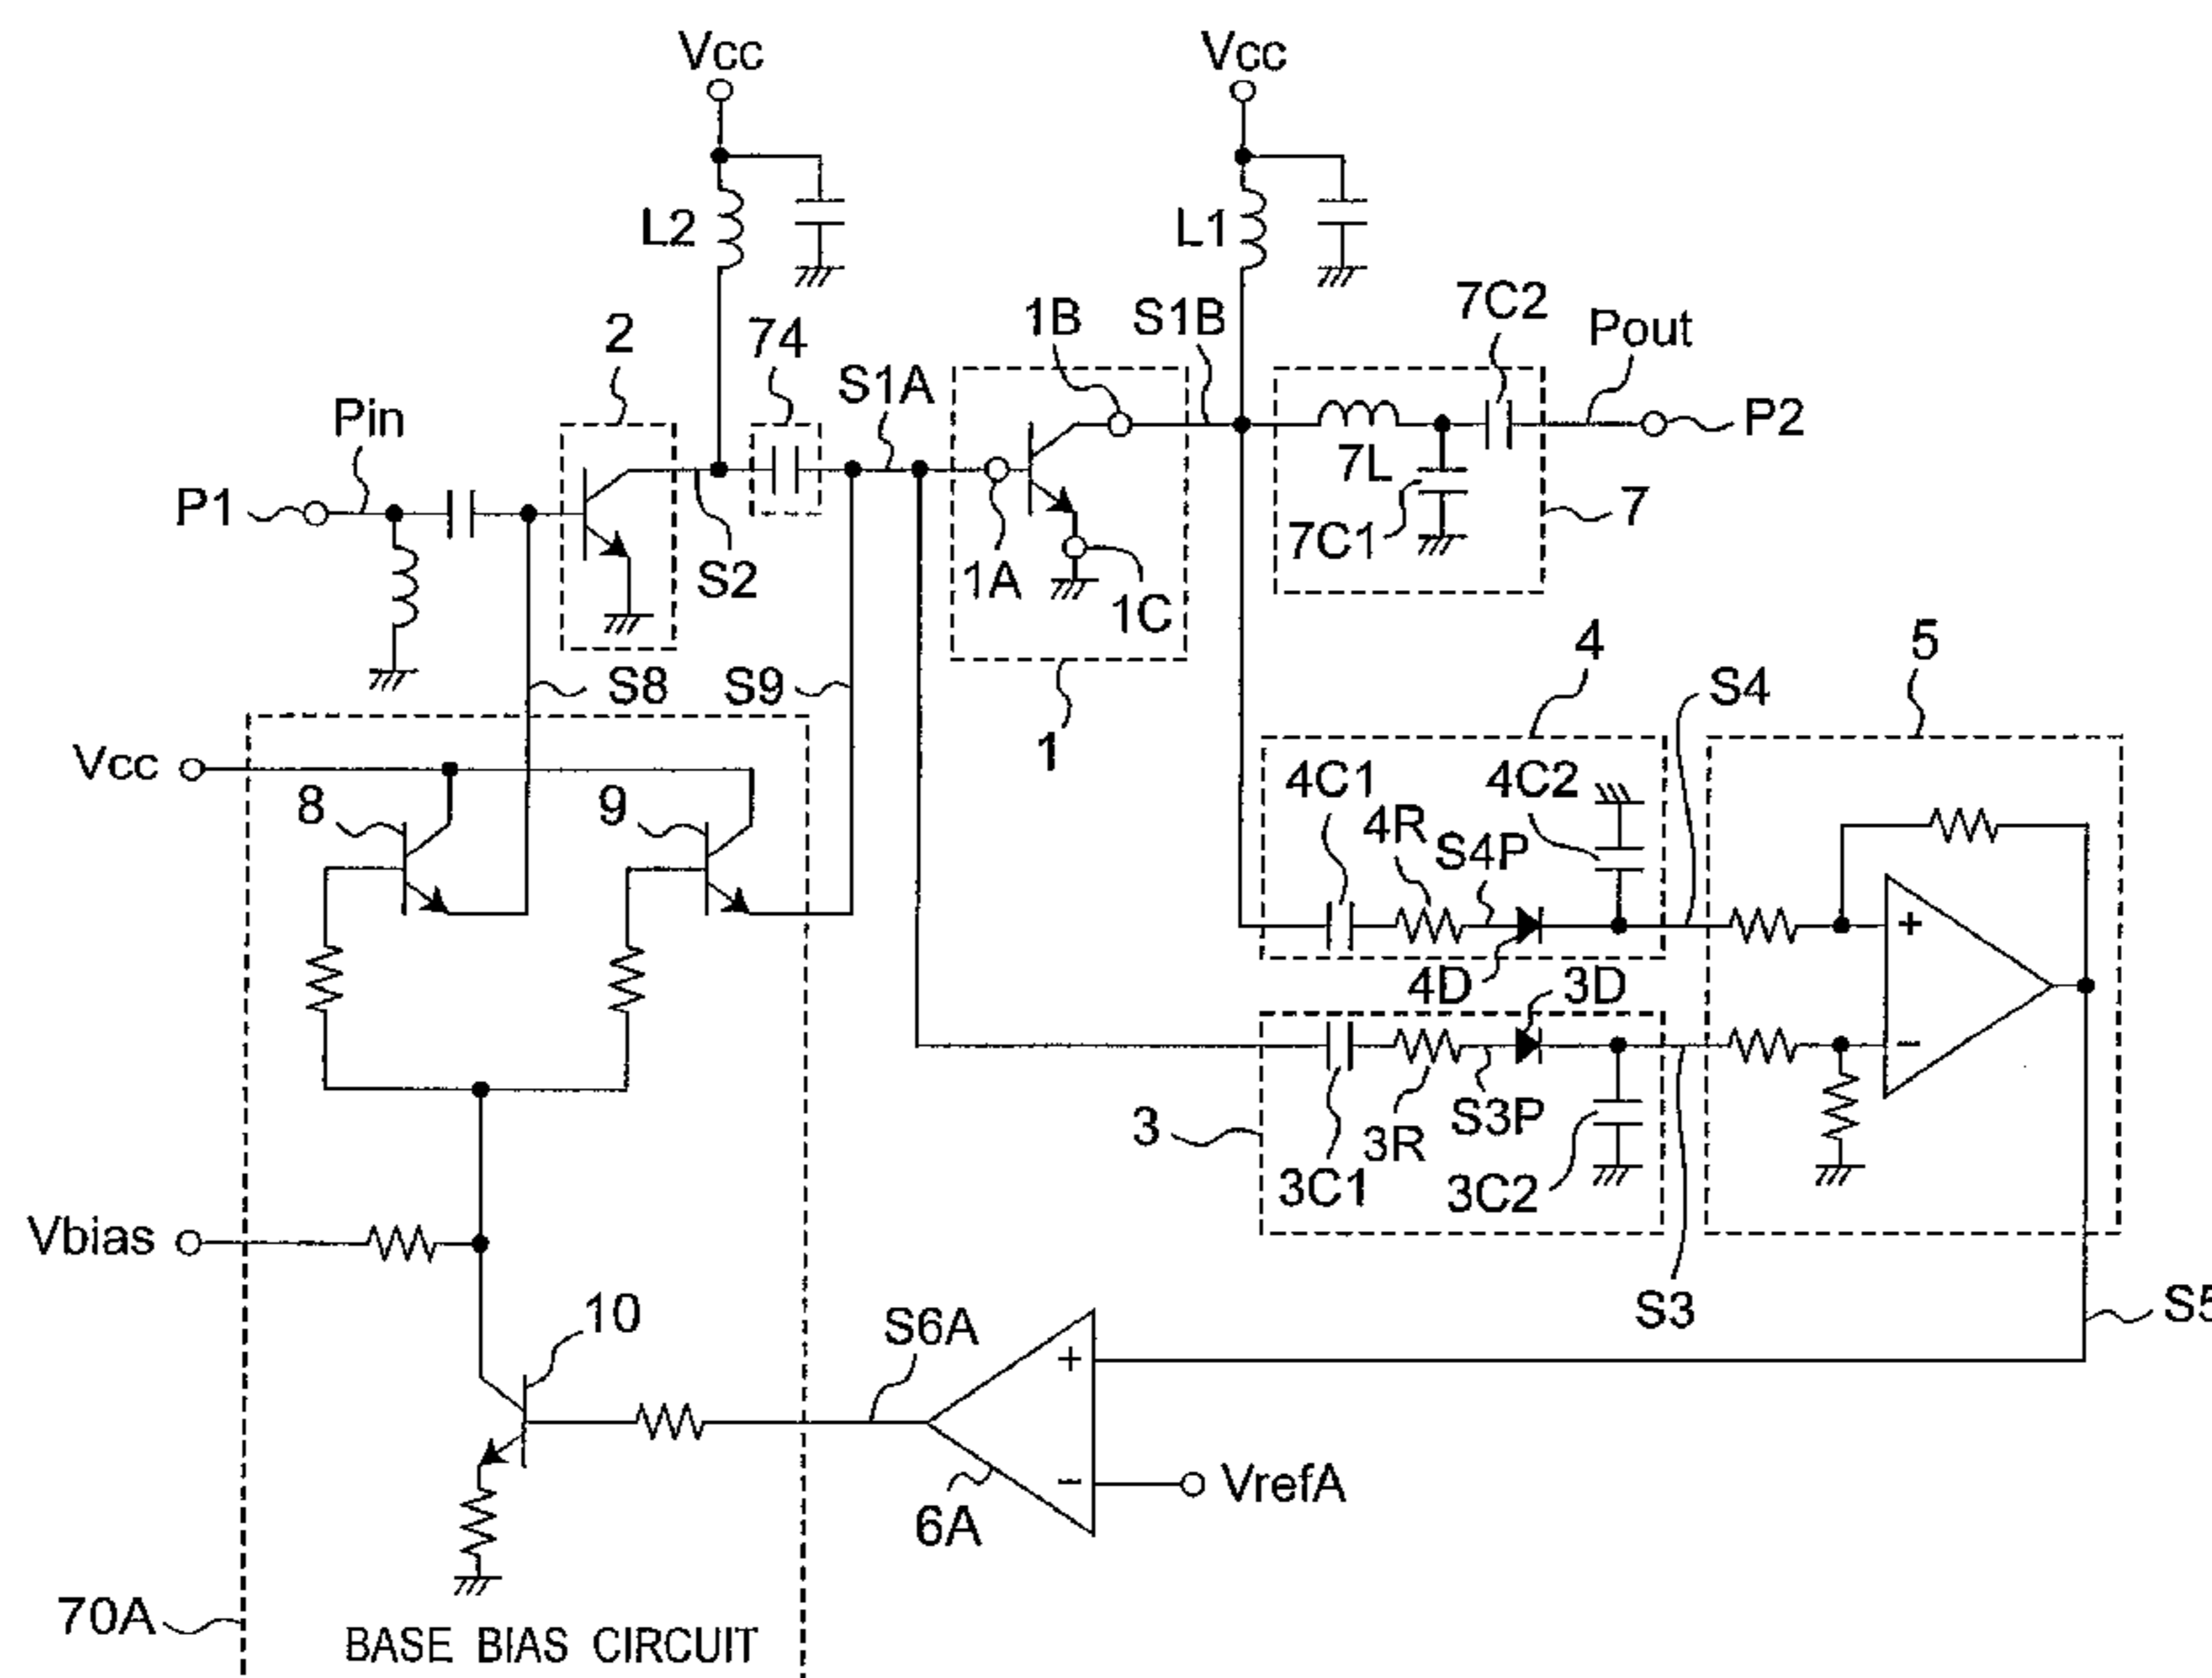 Vcc
Vcc
L2
L1
7C2
1B
S1B
Pout
2
74
S1A
Pin
P2
7L
P1
7
7C1
S2
1A
1C
S8
S9
4
5
S4
1
Vcc
4C1
4C2
8
9
4R
S4P
+
4D
3D
−
3
S3P
3R
3C1
3C2
Vbias
10
S6A
S3
S5
+
−
VrefA
6A
70A
BASE BIAS CIRCUIT